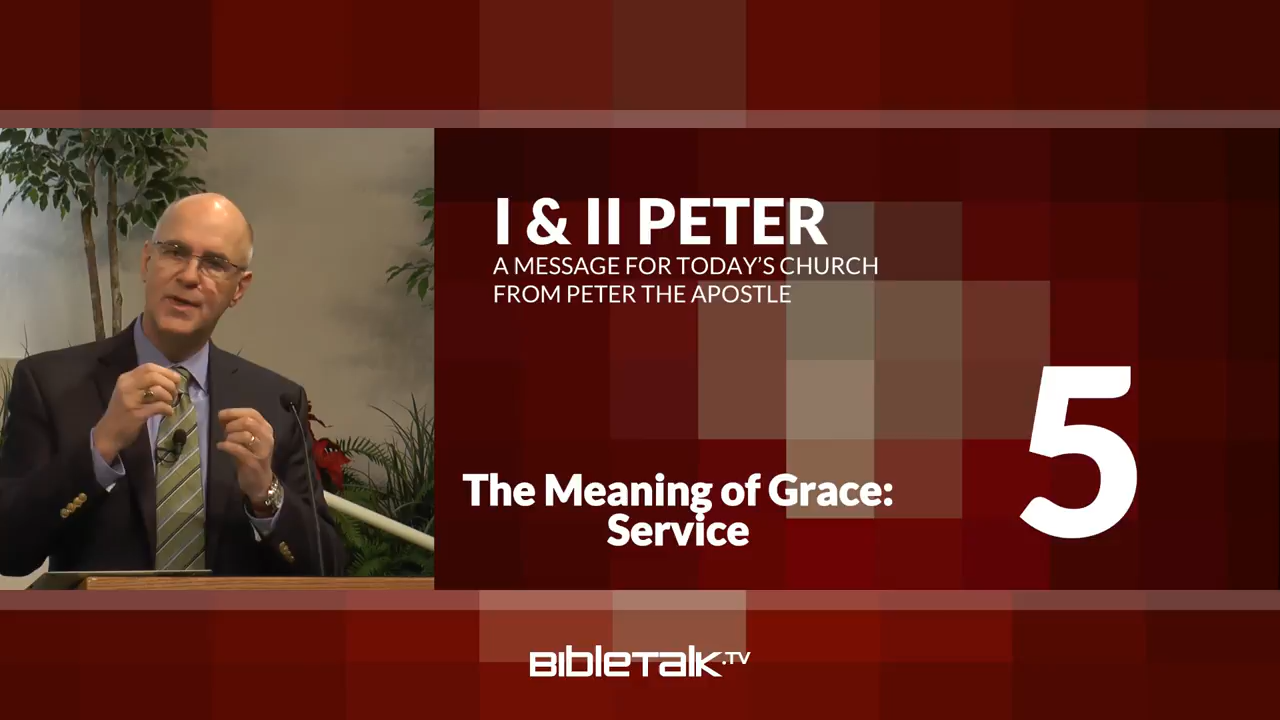 I & II PETER
A MESSAGE FOR TODAY'S CHURCH
FROM PETER THE APOSTLE
5
The Meaning of Grace:
Service
BIBLETALK.TV